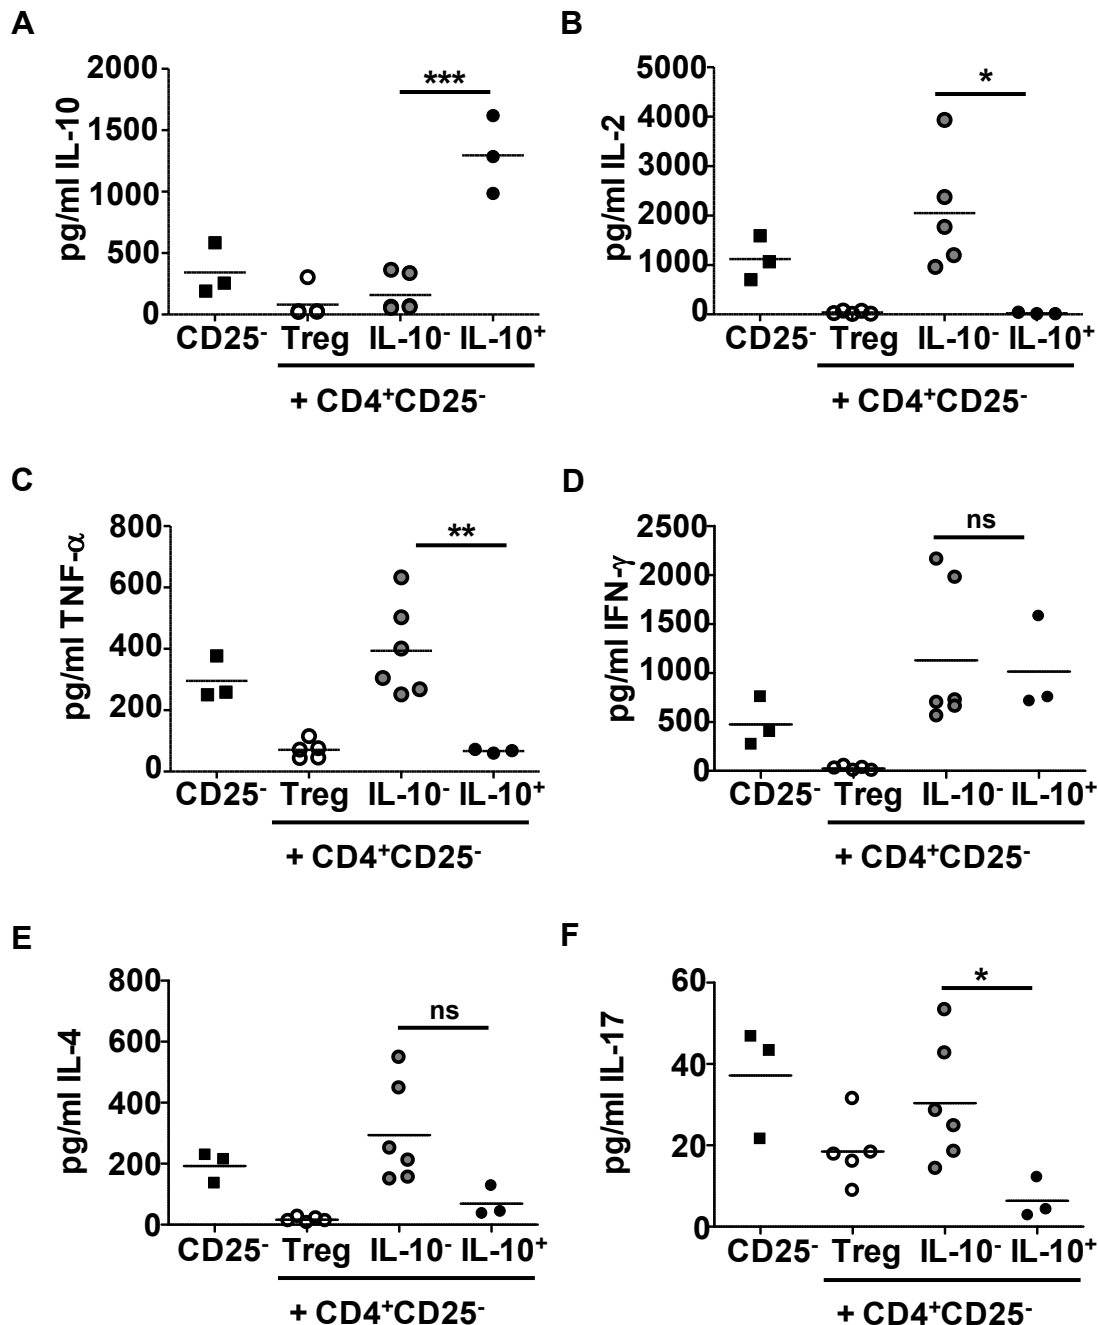 A
pg/ml IL-10
2000
1500
1000
500
0
***
CD25- Treg IL-10- IL-10+
+ CD4+CD25-
B
pg/ml IL-2
5000
4000
3000
2000
1000
0
*
CD25- Treg IL-10- IL-10+
+ CD4+CD25-
C
pg/ml TNF-α
800
600
400
200
0
**
CD25- Treg IL-10- IL-10+
+ CD4+CD25-
D
pg/ml IFN-γ
2500
2000
1500
1000
500
0
ns
CD25- Treg IL-10- IL-10+
+ CD4+CD25-
E
pg/ml IL-4
800
600
400
200
0
ns
CD25- Treg IL-10- IL-10+
+ CD4+CD25-
F
pg/ml IL-17
60
40
20
0
*
CD25- Treg IL-10- IL-10+
+ CD4+CD25-